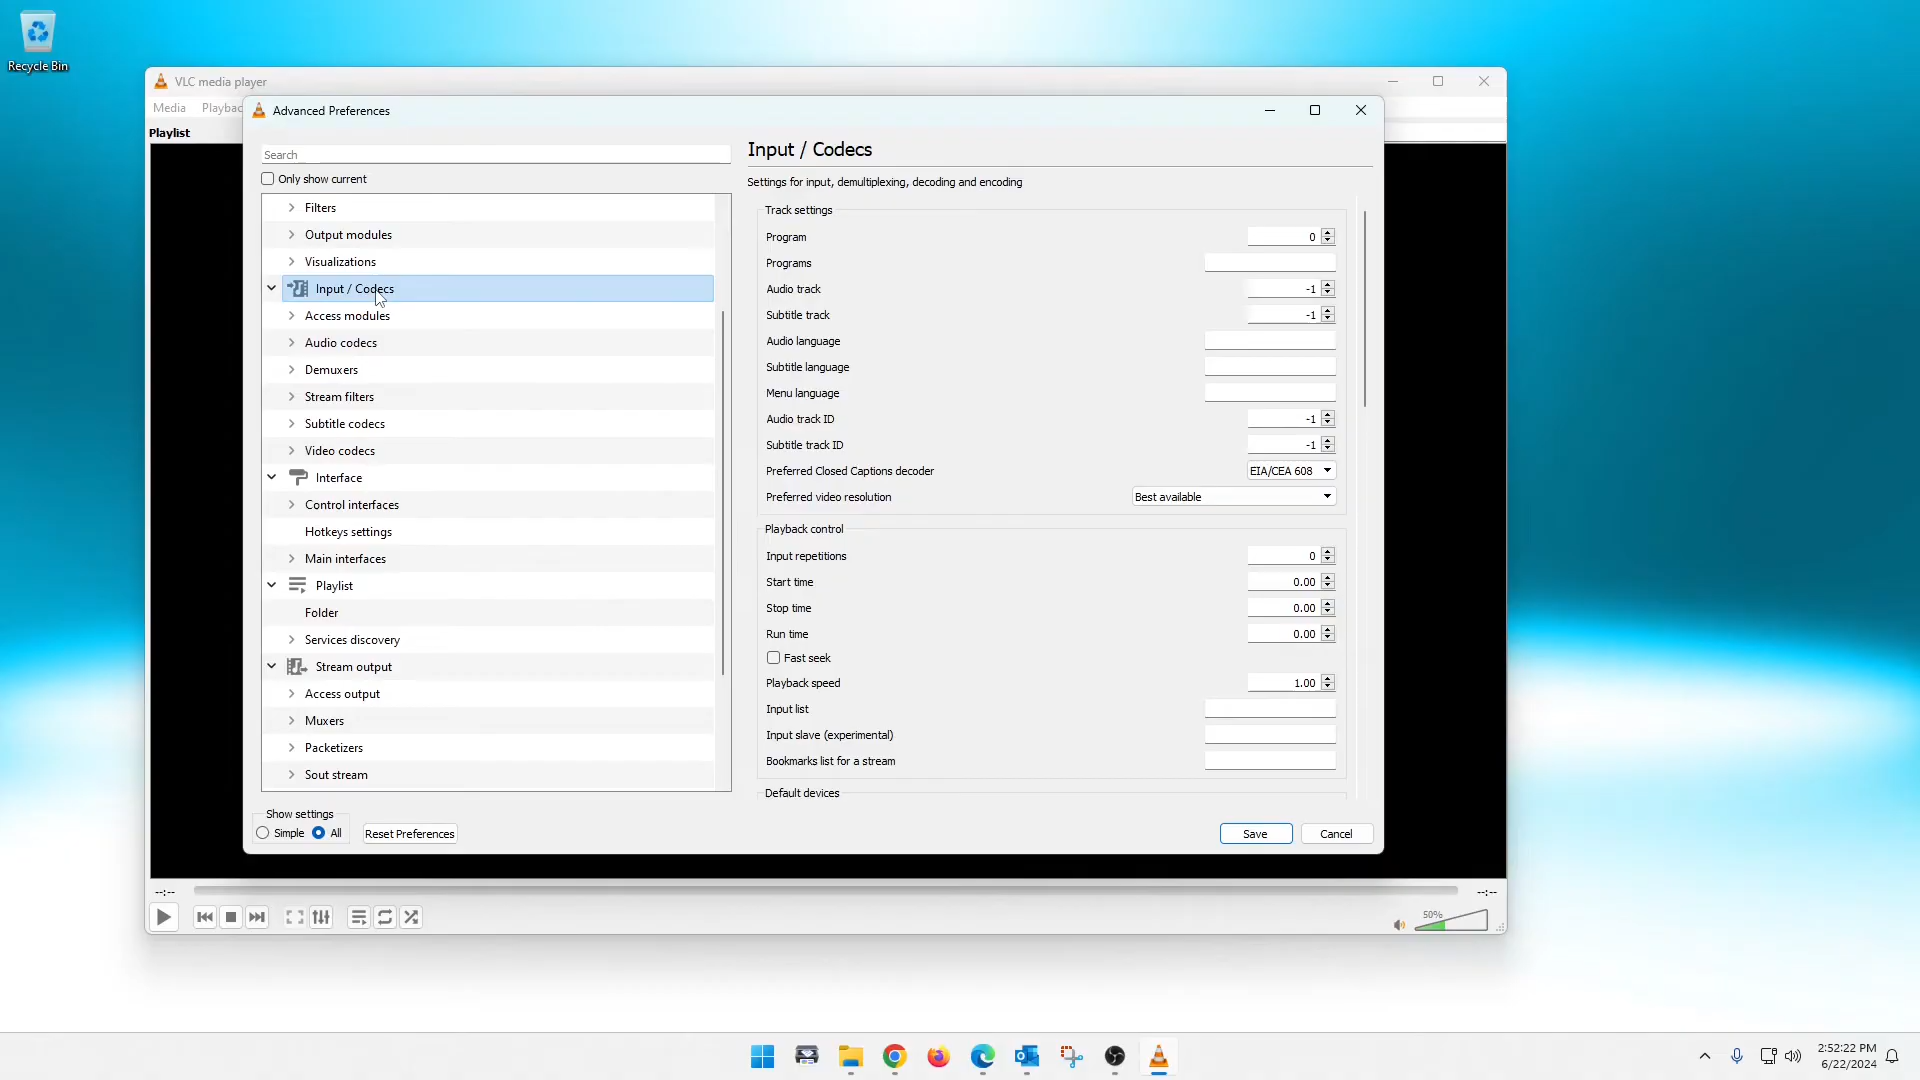 Recycle Bin
VLC media player
Media Playbac
Advanced Preferences
Playlist
Search
Only show current
Filters
Output modules
Visualizations
Input / Codecs
Access modules
Audio codecs
Demuxers
Stream filters
Subtitle codecs
Video codecs
Interface
Control interfaces
Hotkeys settings
Main interfaces
Playlist
Folder
Services discovery
Stream output
Access output
Muxers
Packetizers
Sout stream
Show settings
Simple All
Reset Preferences
Input / Codecs
Settings for input, demultiplexing, decoding and encoding
Track settings
Program 0
Programs
Audio track -1
Subtitle track -1
Audio language
Subtitle language
Menu language
Audio track ID -1
Subtitle track ID -1
Preferred Closed Captions decoder EIA/CEA 608
Preferred video resolution Best available
Playback control
Input repetitions 0
Start time 0.00
Stop time 0.00
Run time 0.00
Fast seek
Playback speed 1.00
Input list
Input slave (experimental)
Bookmarks list for a stream
Default devices
Save Cancel
--:-- --:--
50%
2:52:22 PM
6/22/2024